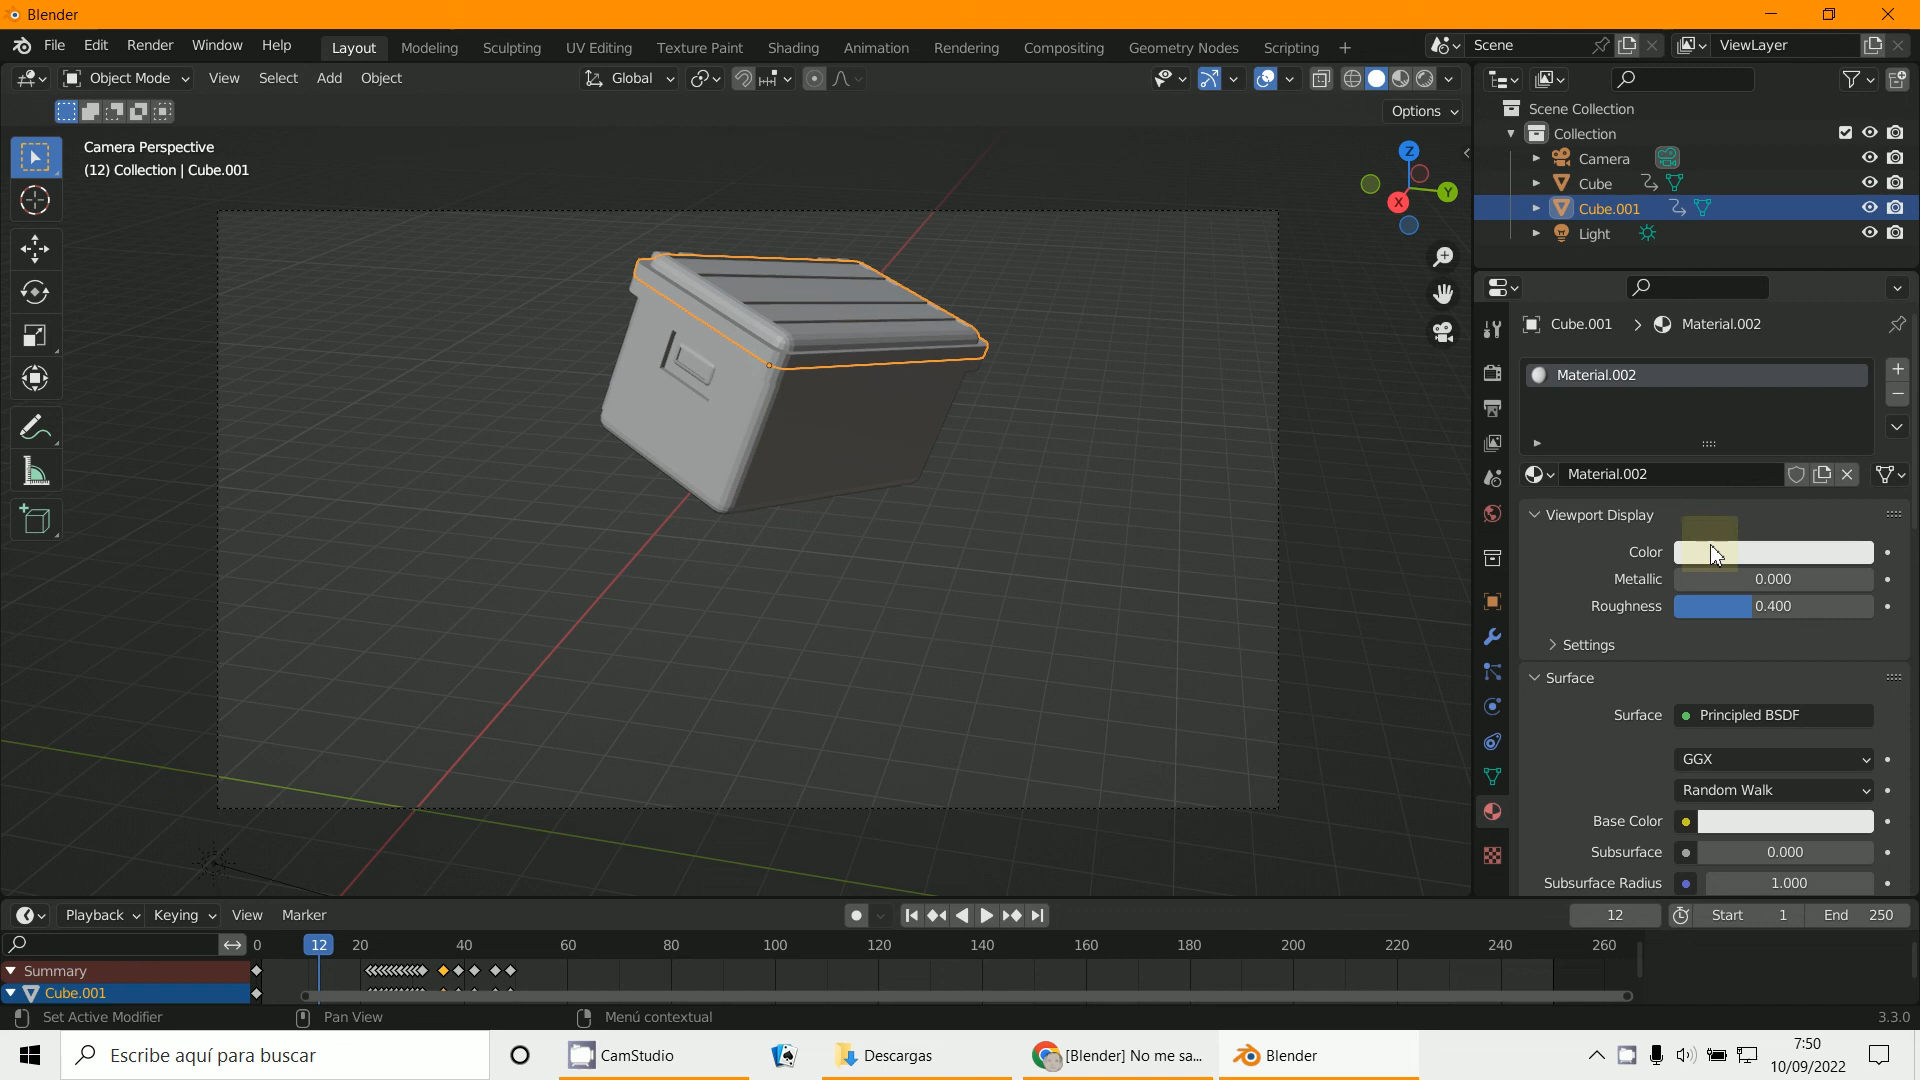 Blender
File Edit Render Window Help Layout Modeling Sculpting UV Editing Texture Paint Shading Animation Rendering Compositing Geometry Nodes Scripting + Scene ViewLayer
Object Mode View Select Add Object Global
Options
Camera Perspective
(12) Collection | Cube.001
Z
Y
X
Scene Collection
Collection
Camera
Cube
Cube.001
Light
Cube.001 > Material.002
Material.002
Material.002
Viewport Display
Color
Metallic 0.000
Roughness 0.400
Settings
Surface
Surface Principled BSDF
GGX
Random Walk
Base Color
Subsurface 0.000
Subsurface Radius 1.000
Playback Keying View Marker 12 Start 1 End 250
0 12 20 40 60 80 100 120 140 160 180 200 220 240 260
Summary
Cube.001
Set Active Modifier Pan View Menú contextual 3.3.0
Escribe aquí para buscar CamStudio Descargas [Blender] No me sa... Blender 7:50
10/09/2022